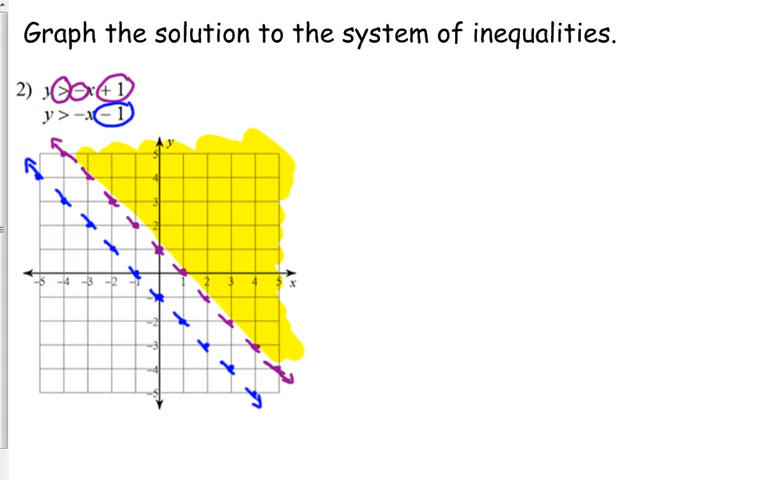 Graph the solution to the system of inequalities.
2) y > −x + 1
y > −x − 1
y
5
4
3
2
−5 −4 −3 −2 −1 1 2 3 4 5 x
−2
−3
−4
−5